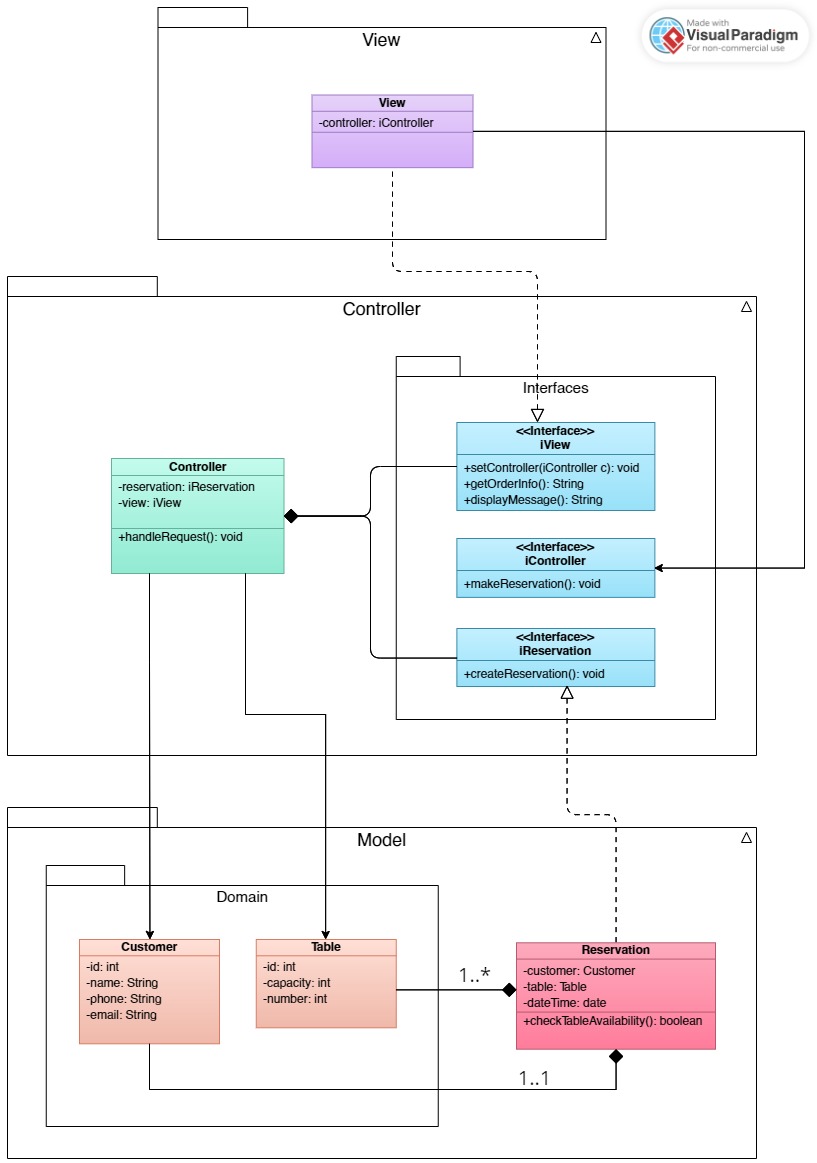 Made with
VisualParadigm
For non-commercial use
View
View
-controller: iController
Controller
Interfaces
<<Interface>>
iView
+setController(iController c): void
+getOrderInfo(): String
+displayMessage(): String
Controller
-reservation: iReservation
-view: iView
+handleRequest(): void
<<Interface>>
iController
+makeReservation(): void
<<Interface>>
iReservation
+createReservation(): void
Model
Domain
Customer
-id: int
-name: String
-phone: String
-email: String
Table
-id: int
-capacity: int
-number: int
1..*
Reservation
-customer: Customer
-table: Table
-dateTime: date
+checkTableAvailability(): boolean
1..1